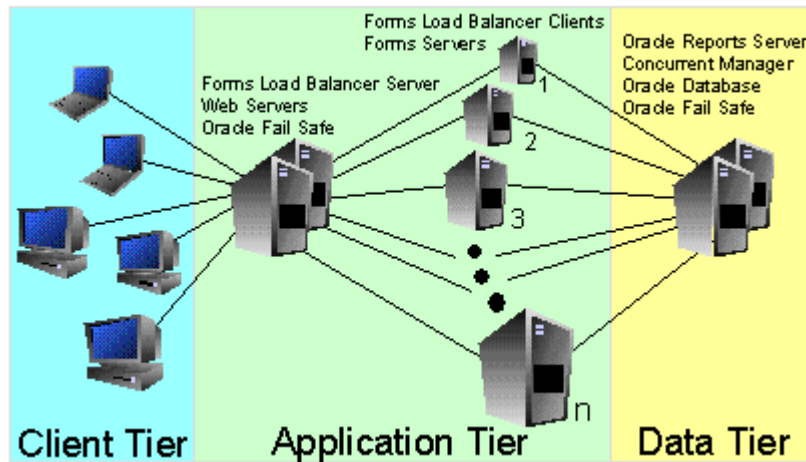 Forms Load Balancer Clients
Forms Servers
Forms Load Balancer Server
Web Servers
Oracle Fail Safe
Oracle Reports Server
Concurrent Manager
Oracle Database
Oracle Fail Safe
1
2
3
n
Client Tier
Application Tier
Data Tier